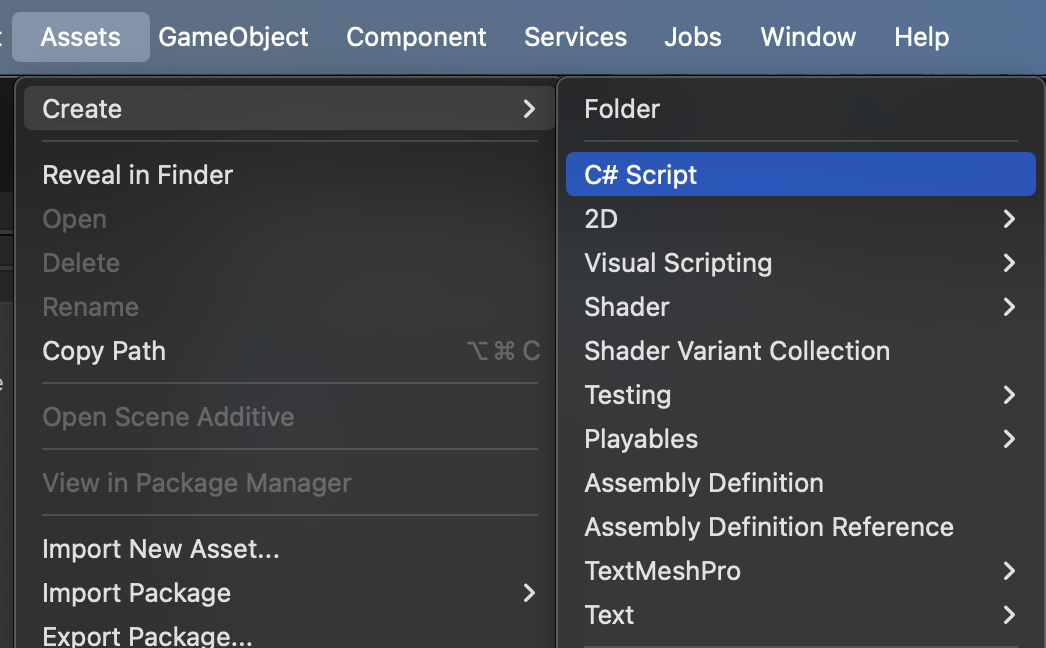 Assets GameObject Component Services Jobs Window Help
Create
Reveal in Finder
Open
Delete
Rename
Copy Path ⌥⌘C
Open Scene Additive
View in Package Manager
Import New Asset...
Import Package
Export Package...
Folder
C# Script
2D
Visual Scripting
Shader
Shader Variant Collection
Testing
Playables
Assembly Definition
Assembly Definition Reference
TextMeshPro
Text